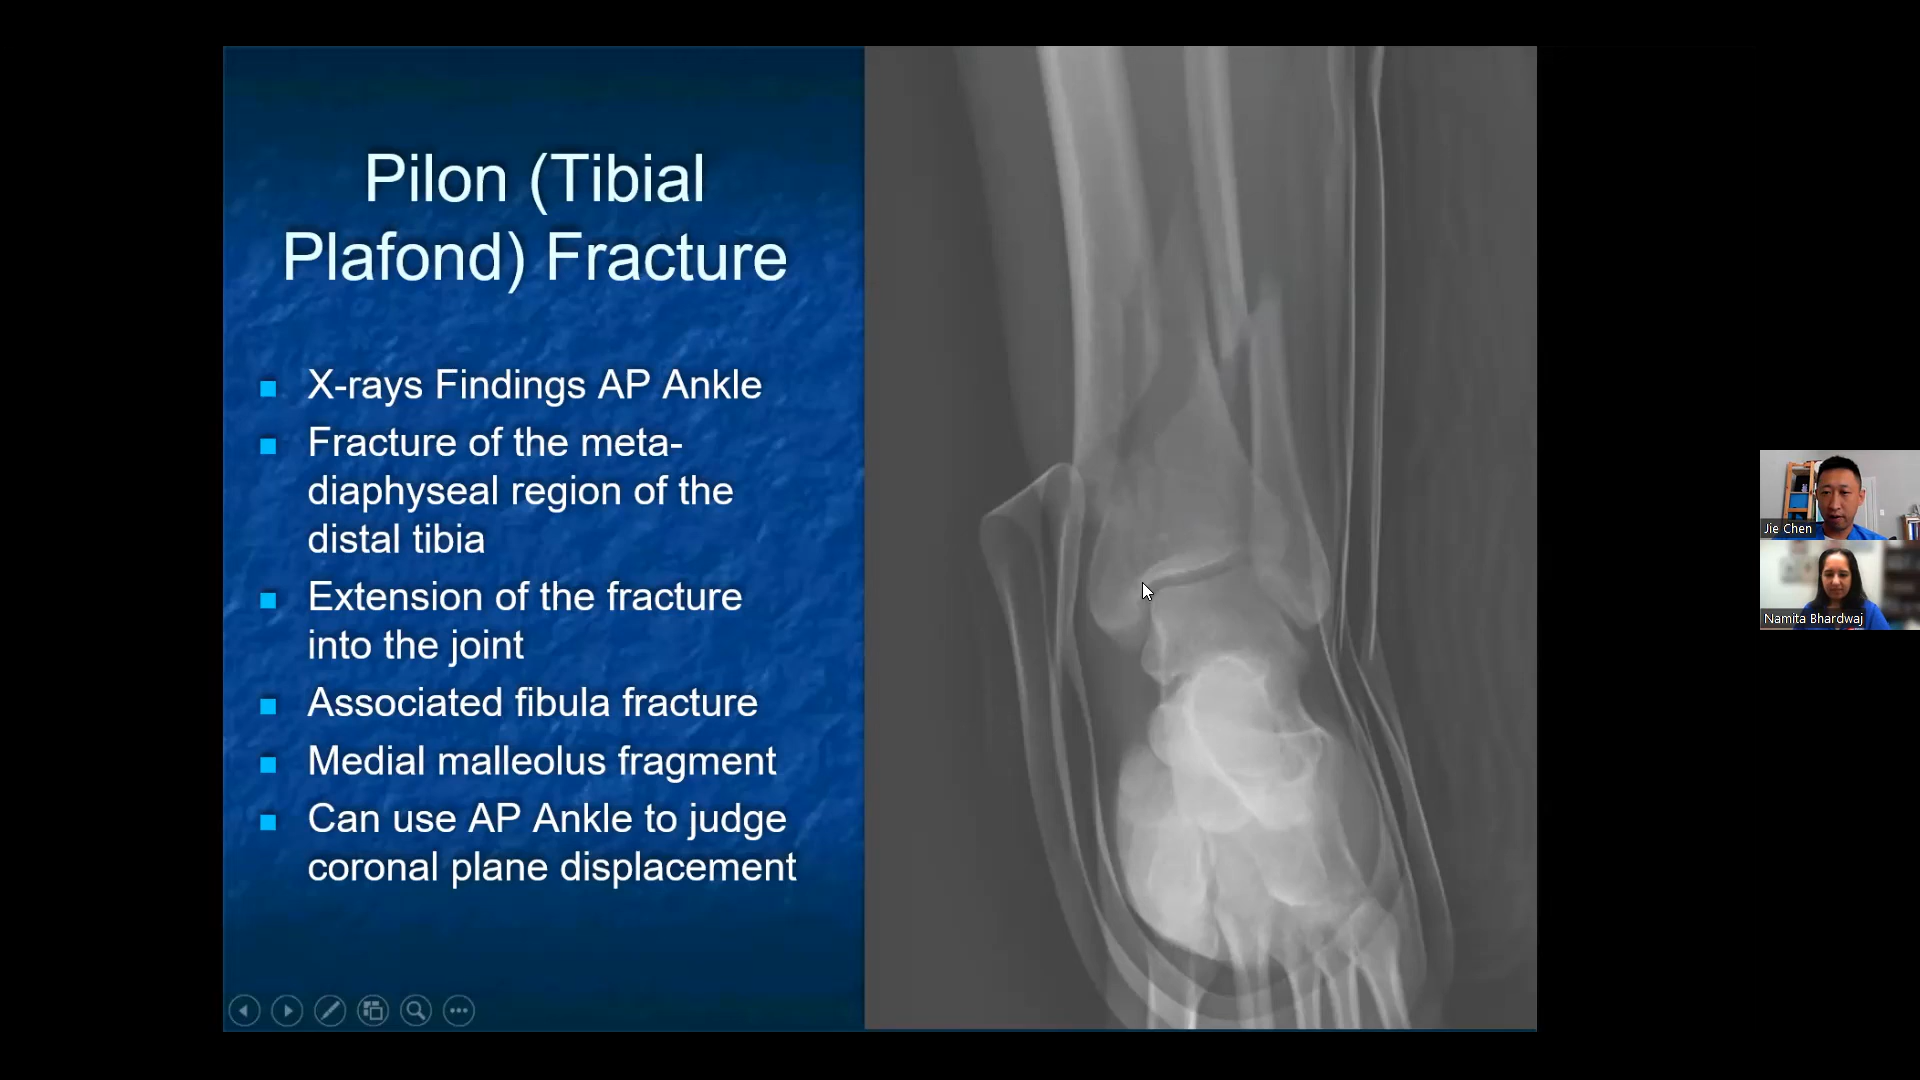 Pilon (Tibial
Plafond) Fracture
X-rays Findings AP Ankle
Fracture of the meta-
diaphyseal region of the
distal tibia
Extension of the fracture
into the joint
Associated fibula fracture
Medial malleolus fragment
Can use AP Ankle to judge
coronal plane displacement
Jie Chen
Namita Bhardwaj